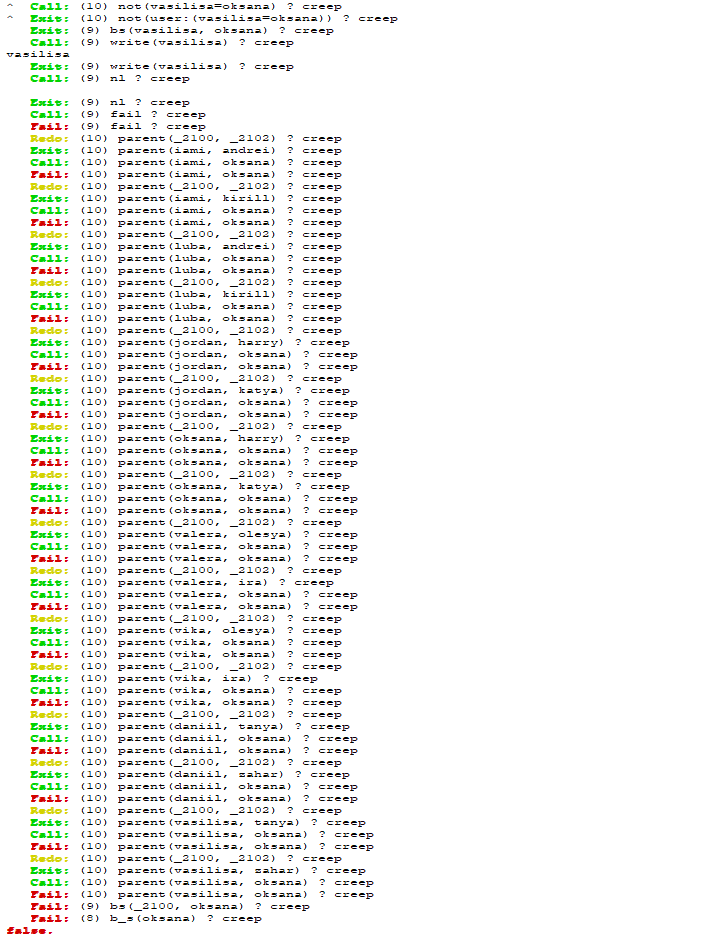 ^  Call: (10) not(vasilisa=oksana) ? creep
^  Exit: (10) not(user:(vasilisa=oksana)) ? creep
Exit: (9) bs(vasilisa, oksana) ? creep
Call: (9) write(vasilisa) ? creep
vasilisa
Exit: (9) write(vasilisa) ? creep
Call: (9) nl ? creep
Exit: (9) nl ? creep
Call: (9) fail ? creep
Fail: (9) fail ? creep
Redo: (10) parent(_2100, _2102) ? creep
Exit: (10) parent(iami, andrei) ? creep
Call: (10) parent(iami, oksana) ? creep
Fail: (10) parent(iami, oksana) ? creep
Redo: (10) parent(_2100, _2102) ? creep
Exit: (10) parent(iami, kirill) ? creep
Call: (10) parent(iami, oksana) ? creep
Fail: (10) parent(iami, oksana) ? creep
Redo: (10) parent(_2100, _2102) ? creep
Exit: (10) parent(luba, andrei) ? creep
Call: (10) parent(luba, oksana) ? creep
Fail: (10) parent(luba, oksana) ? creep
Redo: (10) parent(_2100, _2102) ? creep
Exit: (10) parent(luba, kirill) ? creep
Call: (10) parent(luba, oksana) ? creep
Fail: (10) parent(luba, oksana) ? creep
Redo: (10) parent(_2100, _2102) ? creep
Exit: (10) parent(jordan, harry) ? creep
Call: (10) parent(jordan, oksana) ? creep
Fail: (10) parent(jordan, oksana) ? creep
Redo: (10) parent(_2100, _2102) ? creep
Exit: (10) parent(jordan, katya) ? creep
Call: (10) parent(jordan, oksana) ? creep
Fail: (10) parent(jordan, oksana) ? creep
Redo: (10) parent(_2100, _2102) ? creep
Exit: (10) parent(oksana, harry) ? creep
Call: (10) parent(oksana, oksana) ? creep
Fail: (10) parent(oksana, oksana) ? creep
Redo: (10) parent(_2100, _2102) ? creep
Exit: (10) parent(oksana, katya) ? creep
Call: (10) parent(oksana, oksana) ? creep
Fail: (10) parent(oksana, oksana) ? creep
Redo: (10) parent(_2100, _2102) ? creep
Exit: (10) parent(valera, olesya) ? creep
Call: (10) parent(valera, oksana) ? creep
Fail: (10) parent(valera, oksana) ? creep
Redo: (10) parent(_2100, _2102) ? creep
Exit: (10) parent(valera, ira) ? creep
Call: (10) parent(valera, oksana) ? creep
Fail: (10) parent(valera, oksana) ? creep
Redo: (10) parent(_2100, _2102) ? creep
Exit: (10) parent(vika, olesya) ? creep
Call: (10) parent(vika, oksana) ? creep
Fail: (10) parent(vika, oksana) ? creep
Redo: (10) parent(_2100, _2102) ? creep
Exit: (10) parent(vika, ira) ? creep
Call: (10) parent(vika, oksana) ? creep
Fail: (10) parent(vika, oksana) ? creep
Redo: (10) parent(_2100, _2102) ? creep
Exit: (10) parent(daniil, tanya) ? creep
Call: (10) parent(daniil, oksana) ? creep
Fail: (10) parent(daniil, oksana) ? creep
Redo: (10) parent(_2100, _2102) ? creep
Exit: (10) parent(daniil, zahar) ? creep
Call: (10) parent(daniil, oksana) ? creep
Fail: (10) parent(daniil, oksana) ? creep
Redo: (10) parent(_2100, _2102) ? creep
Exit: (10) parent(vasilisa, tanya) ? creep
Call: (10) parent(vasilisa, oksana) ? creep
Fail: (10) parent(vasilisa, oksana) ? creep
Redo: (10) parent(_2100, _2102) ? creep
Exit: (10) parent(vasilisa, zahar) ? creep
Call: (10) parent(vasilisa, oksana) ? creep
Fail: (10) parent(vasilisa, oksana) ? creep
Fail: (9) bs(_2100, oksana) ? creep
Fail: (8) b_s(oksana) ? creep
false.